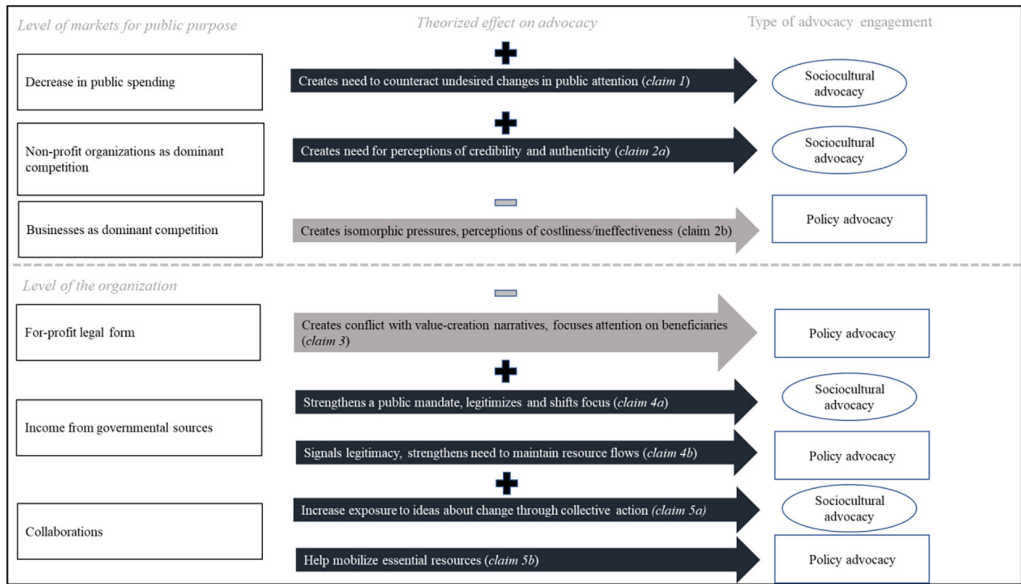 Level of markets for public purpose
Theorized effect on advocacy
Type of advocacy engagement
Decrease in public spending
Creates need to counteract undesired changes in public attention (claim 1)
Sociocultural
advocacy
Non-profit organizations as dominant
competition
Creates need for perceptions of credibility and authenticity (claim 2a)
Sociocultural
advocacy
Businesses as dominant competition
Creates isomorphic pressures, perceptions of costliness/ineffectiveness (claim 2b)
Policy advocacy
Level of the organization
For-profit legal form
Creates conflict with value-creation narratives, focuses attention on beneficiaries
(claim 3)
Policy advocacy
Income from governmental sources
Strengthens a public mandate, legitimizes and shifts focus (claim 4a)
Sociocultural
advocacy
Signals legitimacy, strengthens need to maintain resource flows (claim 4b)
Policy advocacy
Collaborations
Increase exposure to ideas about change through collective action (claim 5a)
Sociocultural
advocacy
Help mobilize essential resources (claim 5b)
Policy advocacy